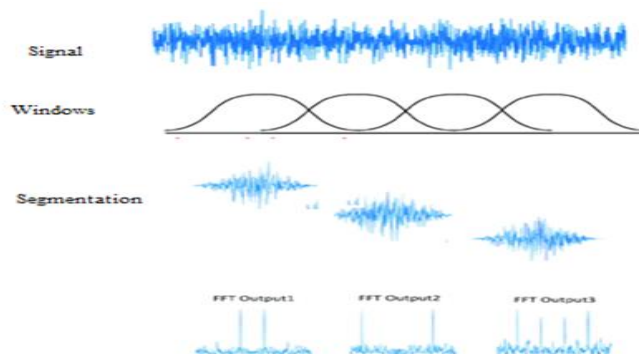 Signal
Windows
Segmentation
FFT Output1
FFT Output2
FFT Output3